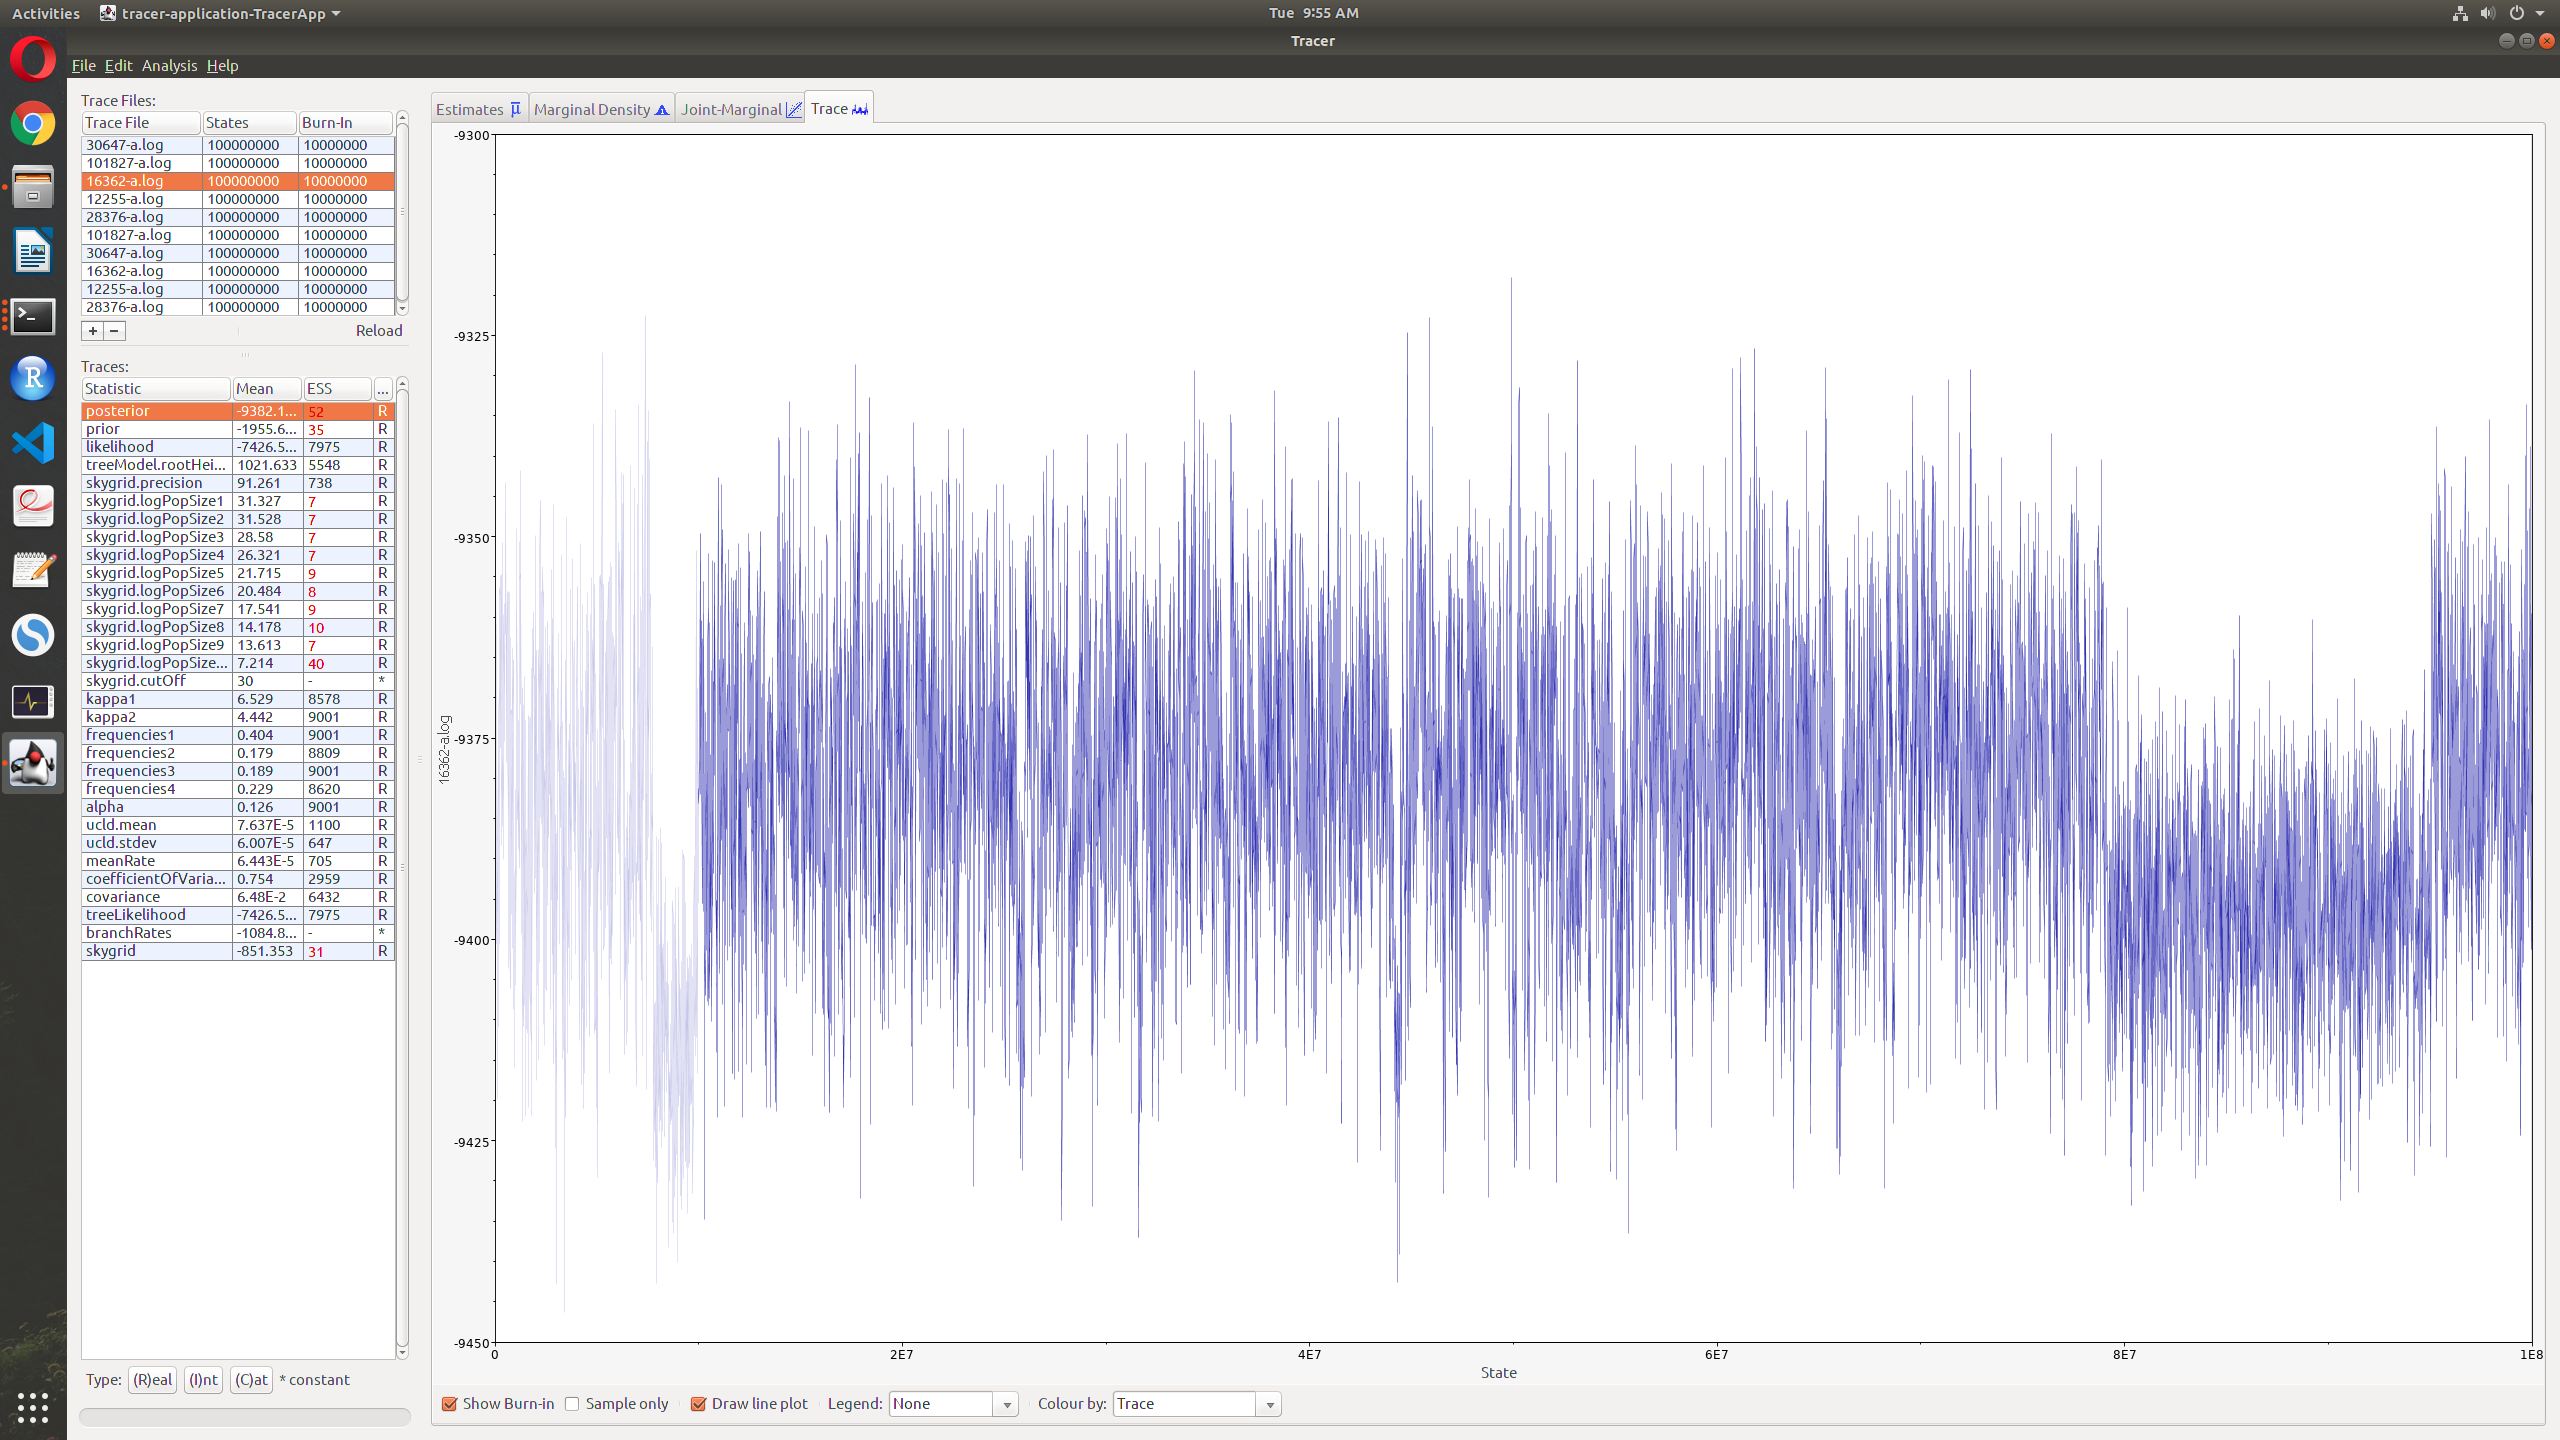 Activities tracer-application-TracerApp Tue 9:55 AM
Tracer
File Edit Analysis Help
Trace Files:
Trace File States Burn-In
30647-a.log 100000000 10000000
101827-a.log 100000000 10000000
16362-a.log 100000000 10000000
12255-a.log 100000000 10000000
28376-a.log 100000000 10000000
101827-a.log 100000000 10000000
30647-a.log 100000000 10000000
16362-a.log 100000000 10000000
12255-a.log 100000000 10000000
28376-a.log 100000000 10000000
+ − Reload
Traces:
Statistic Mean ESS ...
posterior -9382.1... 52 R
prior -1955.6... 35 R
likelihood -7426.5... 7975 R
treeModel.rootHei... 1021.633 5548 R
skygrid.precision 91.261 738 R
skygrid.logPopSize1 31.327 7 R
skygrid.logPopSize2 31.528 7 R
skygrid.logPopSize3 28.58 7 R
skygrid.logPopSize4 26.321 7 R
skygrid.logPopSize5 21.715 9 R
skygrid.logPopSize6 20.484 8 R
skygrid.logPopSize7 17.541 9 R
skygrid.logPopSize8 14.178 10 R
skygrid.logPopSize9 13.613 7 R
skygrid.logPopSize... 7.214 40 R
skygrid.cutOff 30 - *
kappa1 6.529 8578 R
kappa2 4.442 9001 R
frequencies1 0.404 9001 R
frequencies2 0.179 8809 R
frequencies3 0.189 9001 R
frequencies4 0.229 8620 R
alpha 0.126 9001 R
ucld.mean 7.637E-5 1100 R
ucld.stdev 6.007E-5 647 R
meanRate 6.443E-5 705 R
coefficientOfVaria... 0.754 2959 R
covariance 6.48E-2 6432 R
treeLikelihood -7426.5... 7975 R
branchRates -1084.8... - *
skygrid -851.353 31 R
Type: (R)eal (I)nt (C)at * constant
Estimates μ Marginal Density Joint-Marginal Trace
-9300
-9325
-9350
-9375
-9400
-9425
-9450
16362-a.log
0 2E7 4E7 6E7 8E7 1E8
State
Show Burn-in Sample only Draw line plot Legend: None Colour by: Trace